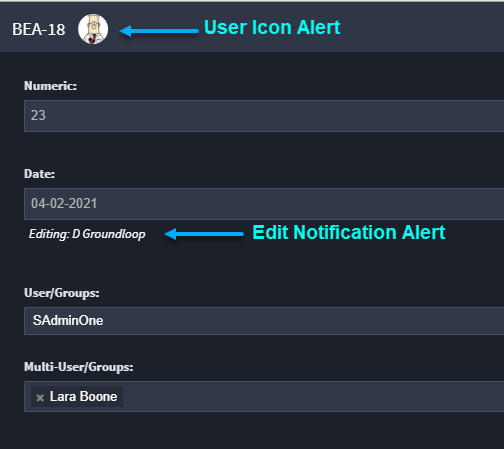 BEA-18 User Icon Alert
Numeric:
23
Date:
04-02-2021
Editing: D Groundloop Edit Notification Alert
User/Groups:
SAdminOne
Multi-User/Groups:
× Lara Boone